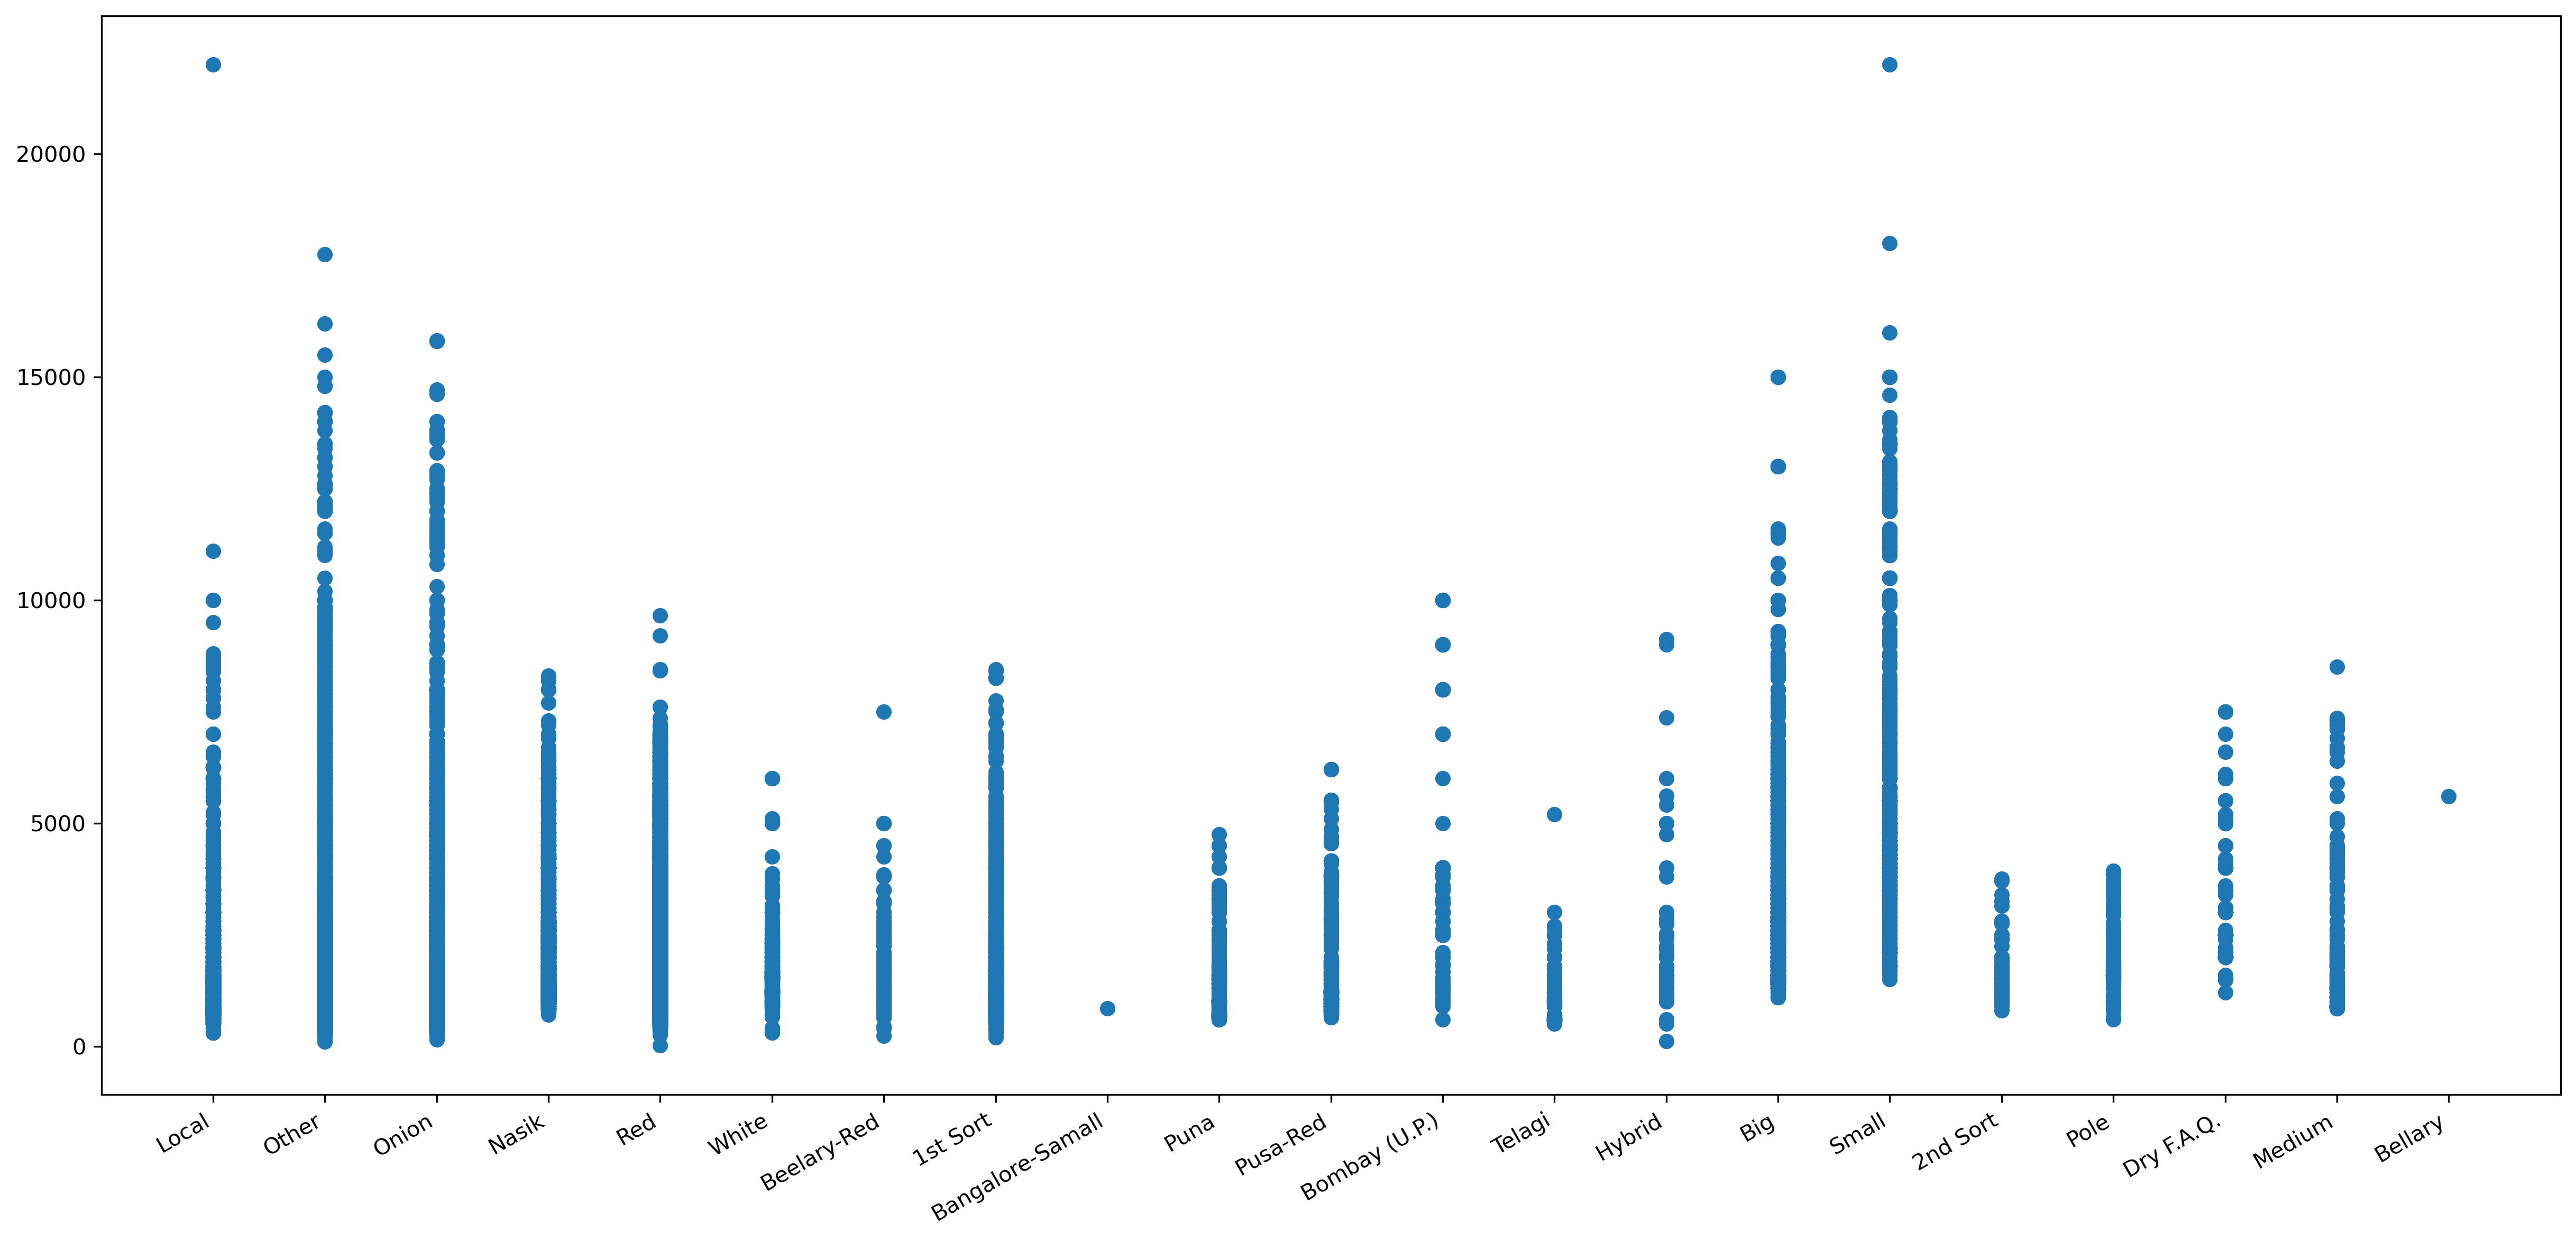 20000
15000
10000
5000
0
Local
Other
Onion
Nasik
Red
White
Beelary-Red
1st Sort
Bangalore-Samall
Puna
Pusa-Red
Bombay (U.P.)
Telagi
Hybrid
Big
Small
2nd Sort
Pole
Dry F.A.Q.
Medium
Bellary